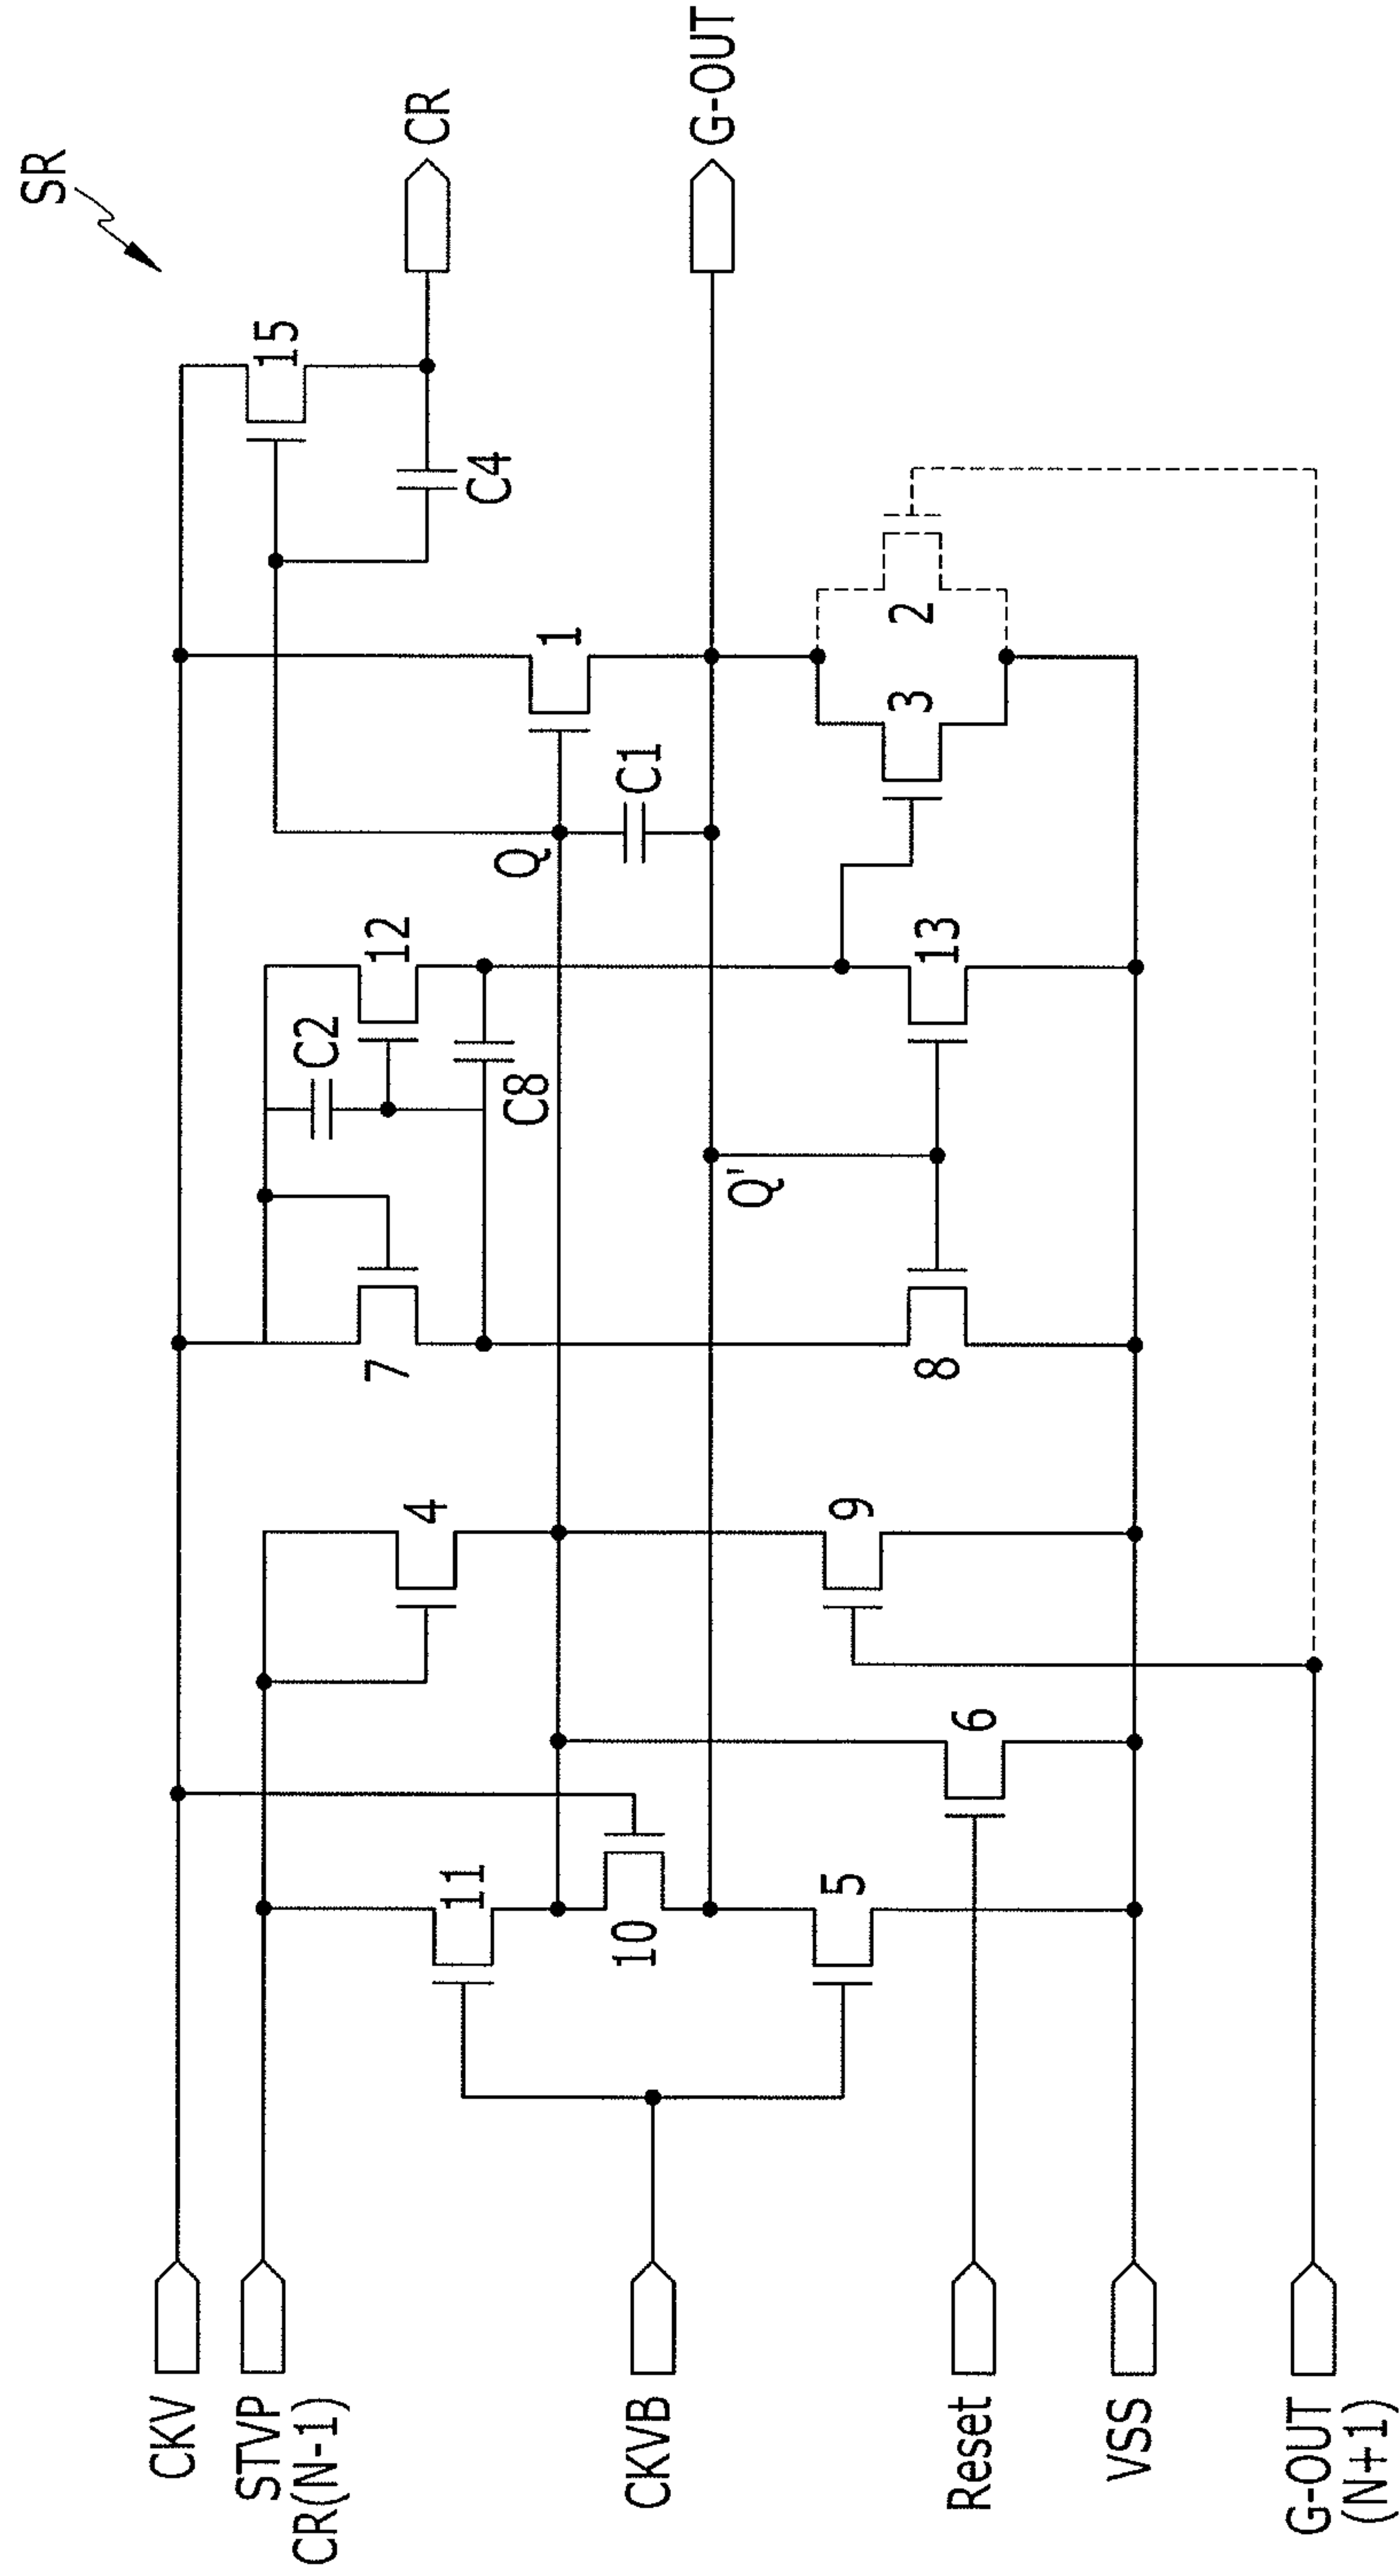 SR
CKV
STVP
CR(N-1)
CKVB
Reset
VSS
G-OUT
(N+1)
11
10
5
6
4
9
7
8
C2
12
C8
Q'
13
Q
C1
1
3
2
15
C4
CR
G-OUT